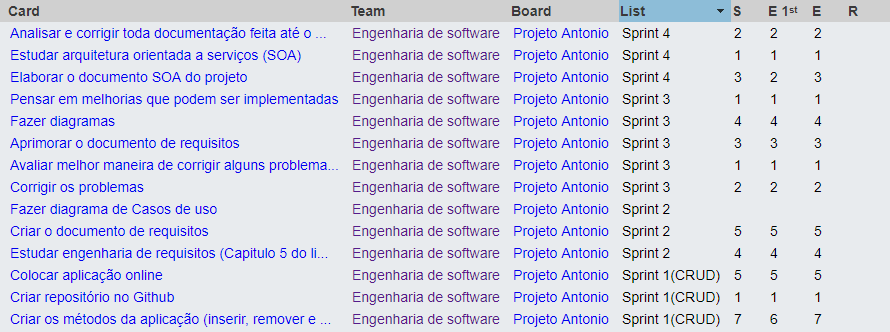 Card Team Board List S E 1st E R
Analisar e corrigir toda documentação feita até o ... Engenharia de software Projeto Antonio Sprint 4 2 2 2
Estudar arquitetura orientada a serviços (SOA) Engenharia de software Projeto Antonio Sprint 4 1 1 1
Elaborar o documento SOA do projeto Engenharia de software Projeto Antonio Sprint 4 3 2 3
Pensar em melhorias que podem ser implementadas Engenharia de software Projeto Antonio Sprint 3 1 1 1
Fazer diagramas Engenharia de software Projeto Antonio Sprint 3 4 4 4
Aprimorar o documento de requisitos Engenharia de software Projeto Antonio Sprint 3 3 3 3
Avaliar melhor maneira de corrigir alguns problema... Engenharia de software Projeto Antonio Sprint 3 1 1 1
Corrigir os problemas Engenharia de software Projeto Antonio Sprint 3 2 2 2
Fazer diagrama de Casos de uso Engenharia de software Projeto Antonio Sprint 2
Criar o documento de requisitos Engenharia de software Projeto Antonio Sprint 2 5 5 5
Estudar engenharia de requisitos (Capitulo 5 do li... Engenharia de software Projeto Antonio Sprint 2 4 4 4
Colocar aplicação online Engenharia de software Projeto Antonio Sprint 1(CRUD) 5 5 5
Criar repositório no Github Engenharia de software Projeto Antonio Sprint 1(CRUD) 1 1 1
Criar os métodos da aplicação (inserir, remover e ... Engenharia de software Projeto Antonio Sprint 1(CRUD) 7 6 7